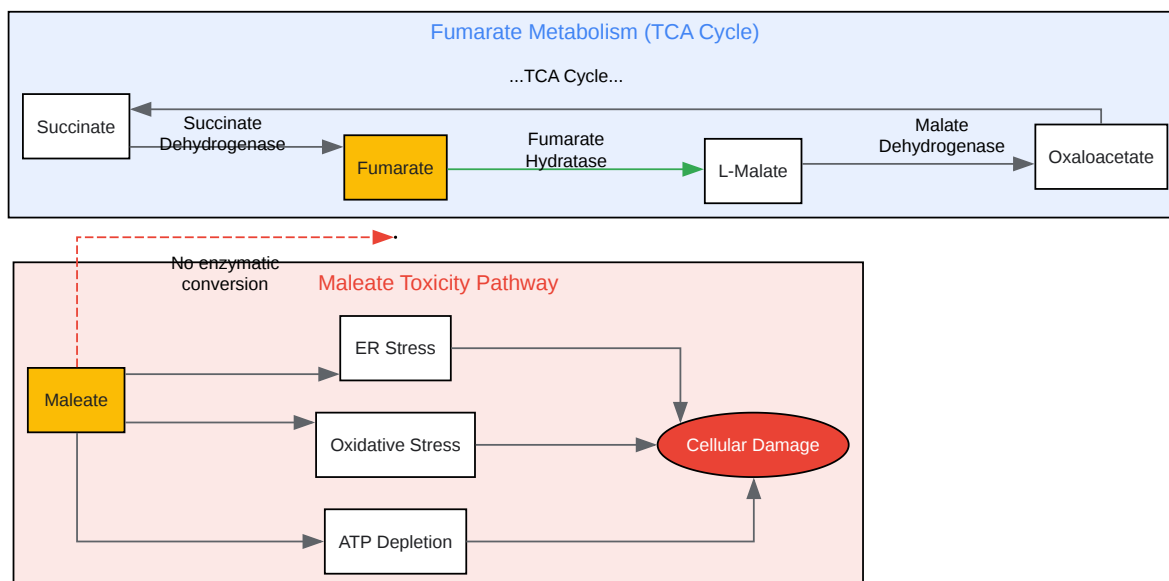 Fumarate Metabolism (TCA Cycle)
...TCA Cycle...
Succinate
Succinate
Dehydrogenase
Fumarate
Fumarate
Hydratase
L-Malate
Malate
Dehydrogenase
Oxaloacetate
No enzymatic
conversion
Maleate Toxicity Pathway
Maleate
ER Stress
Oxidative Stress
ATP Depletion
Cellular Damage